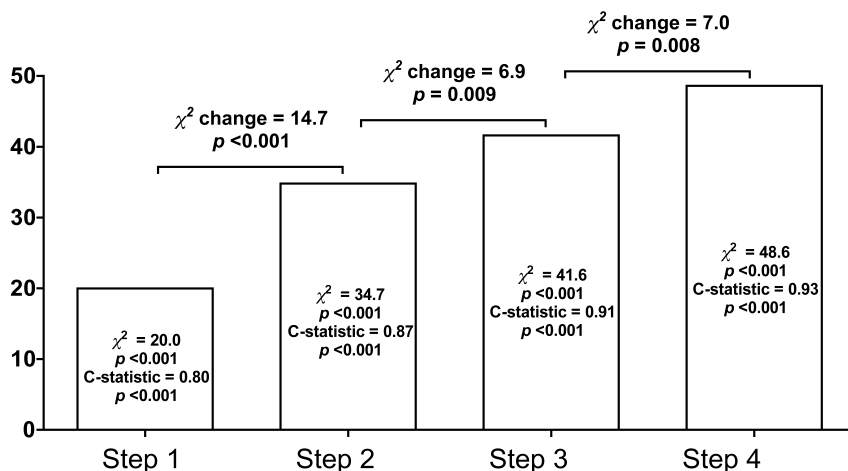 χ² change = 7.0
p = 0.008
χ² change = 6.9
p = 0.009
χ² change = 14.7
p <0.001
50
40
30
20
10
0
χ² = 20.0
p <0.001
C-statistic = 0.80
p <0.001
χ² = 34.7
p <0.001
C-statistic = 0.87
p <0.001
χ² = 41.6
p <0.001
C-statistic = 0.91
p <0.001
χ² = 48.6
p <0.001
C-statistic = 0.93
p <0.001
Step 1
Step 2
Step 3
Step 4